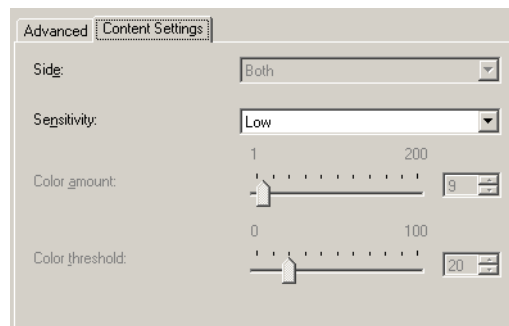 Advanced Content Settings
Side: Both
Sensitivity: Low
1 200
Color amount: 9
0 100
Color threshold: 20